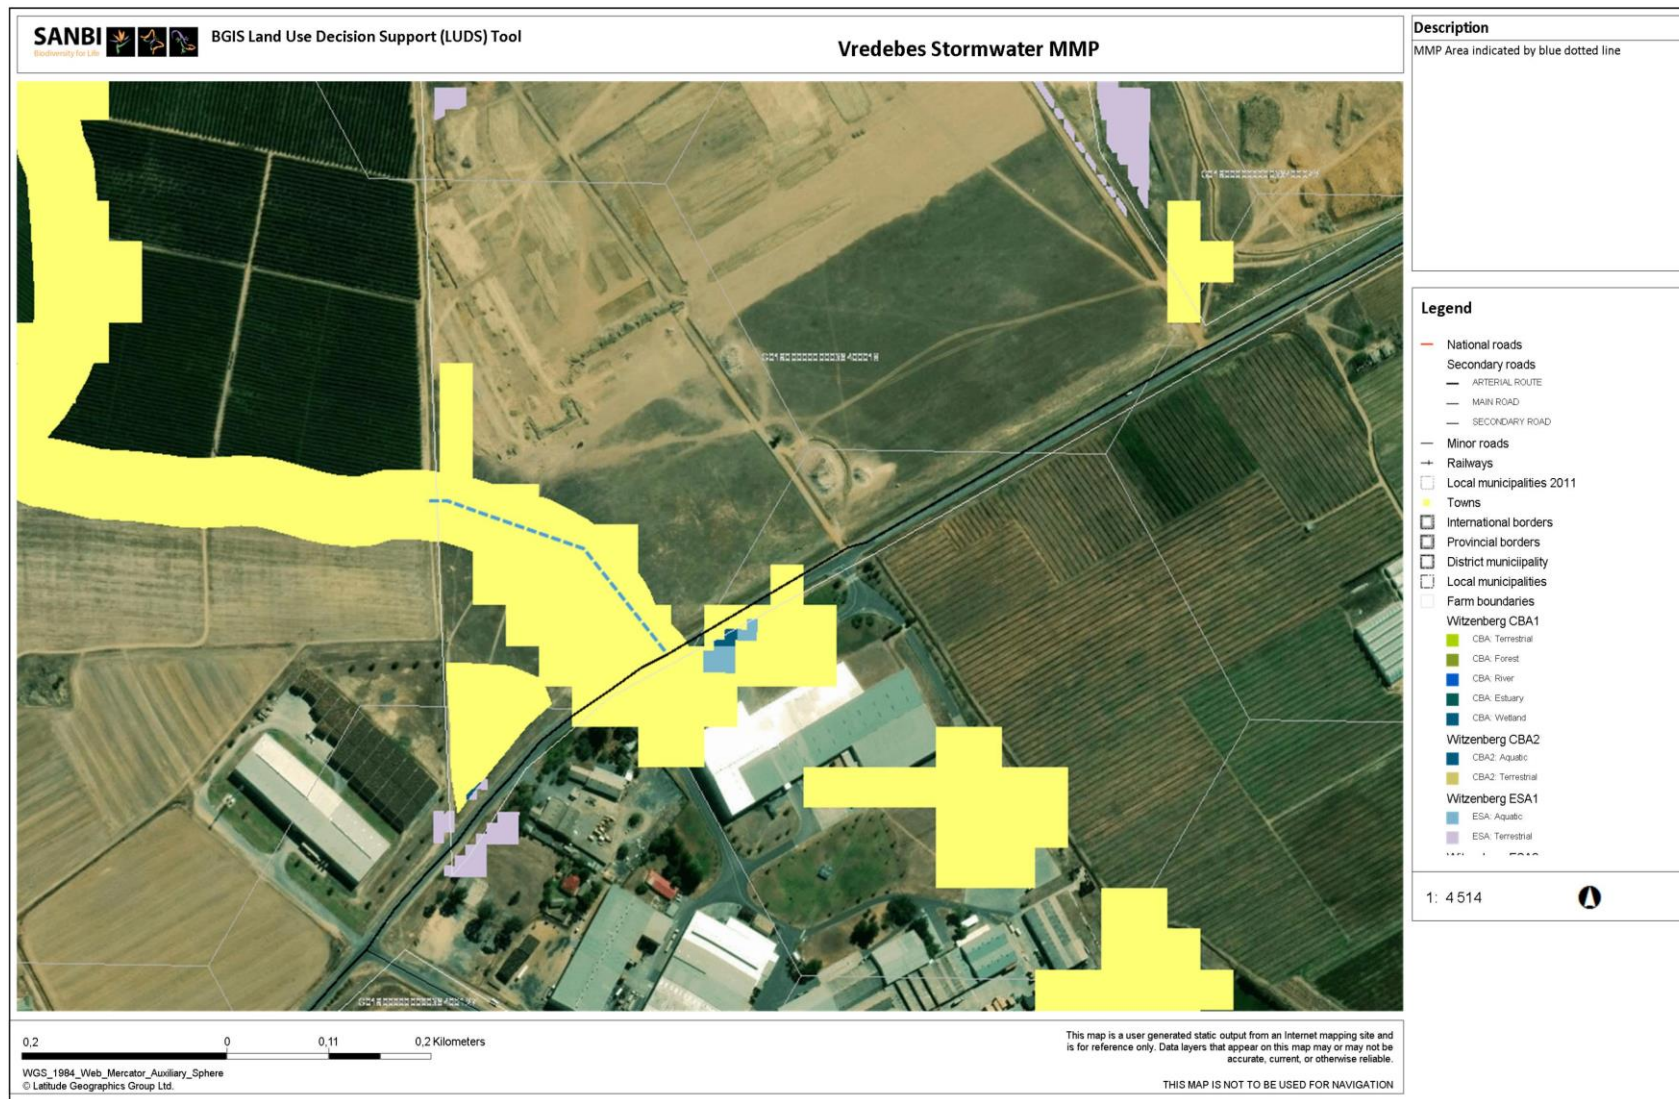 SANBI
Biodiversity for Life
BGIS Land Use Decision Support (LUDS) Tool
Vredebes Stormwater MMP
Description
MMP Area indicated by blue dotted line
Legend
National roads
Secondary roads
ARTERIAL ROUTE
MAIN ROAD
SECONDARY ROAD
Minor roads
Railways
Local municipalities 2011
Towns
International borders
Provincial borders
District municiipality
Local municipalities
Farm boundaries
Witzenberg CBA1
CBA: Terrestrial
CBA: Forest
CBA: River
CBA: Estuary
CBA: Wetland
Witzenberg CBA2
CBA2: Aquatic
CBA2: Terrestrial
Witzenberg ESA1
ESA: Aquatic
ESA: Terrestrial
1: 4 514
0,2 0 0,11 0,2 Kilometers
WGS_1984_Web_Mercator_Auxiliary_Sphere
© Latitude Geographics Group Ltd.
This map is a user generated static output from an Internet mapping site and
is for reference only. Data layers that appear on this map may or may not be
accurate, current, or otherwise reliable.
THIS MAP IS NOT TO BE USED FOR NAVIGATION